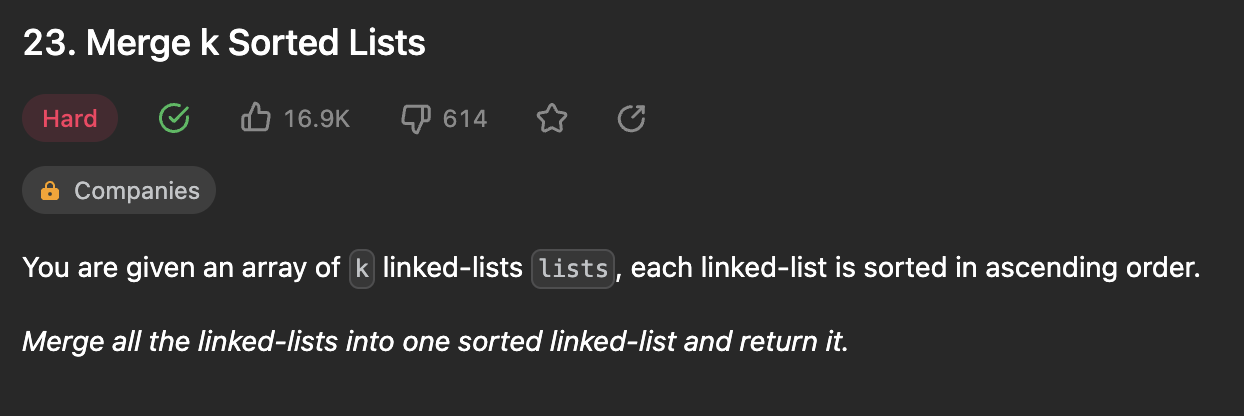 23. Merge k Sorted Lists
Hard 16.9K 614
Companies
You are given an array of k linked-lists lists, each linked-list is sorted in ascending order.
Merge all the linked-lists into one sorted linked-list and return it.